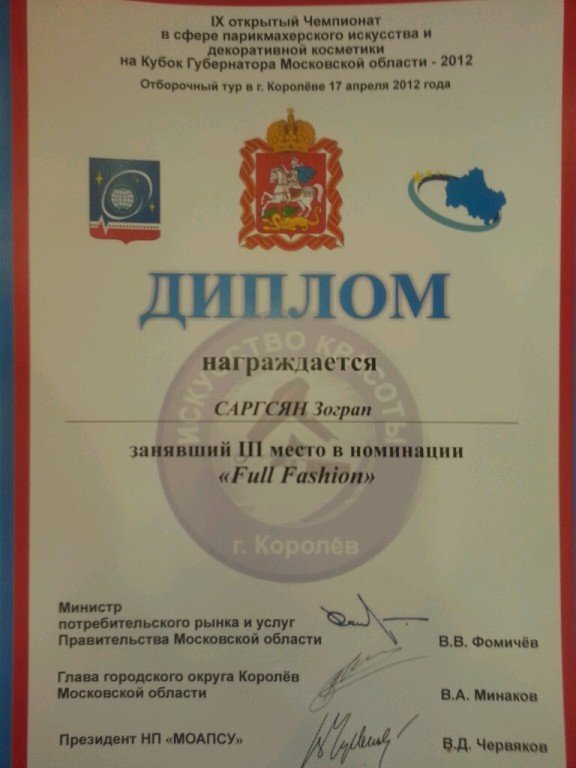 IX открытый Чемпионат
в сфере парикмахерского искусства и
декоративной косметики
на Кубок Губернатора Московской области - 2012
Отборочный тур в г. Королёве 17 апреля 2012 года
ДИПЛОМ
награждается
САРГСЯН Зограп
занявший III место в номинации
«Full Fashion»
ИСКУССТВО КРАСОТЫ
г. Королёв
Министр
потребительского рынка и услуг
Правительства Московской области
В.В. Фомичёв
Глава городского округа Королёв
Московской области
В.А. Минаков
Президент НП «МОАПСУ»
В.Д. Червяков